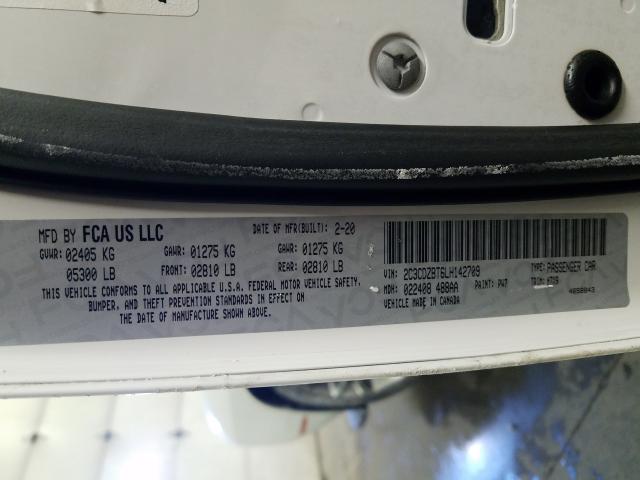 MFD BY FCA US LLC DATE OF MFR(BUILT): 2-20
GVWR: 02405 KG GAWR: 01275 KG GAWR: 01275 KG
05300 LB FRONT: 02810 LB REAR: 02810 LB
THIS VEHICLE CONFORMS TO ALL APPLICABLE U.S.A. FEDERAL MOTOR VEHICLE SAFETY,
BUMPER, AND THEFT PREVENTION STANDARDS IN EFFECT ON
THE DATE OF MANUFACTURE SHOWN ABOVE.
VIN: 2C3CDZBT6LH142709 TYPE: PASSENGER CAR
MDH: 022408 488AA PAINT: PW7 TRIM:
VEHICLE MADE IN CANADA 4858043